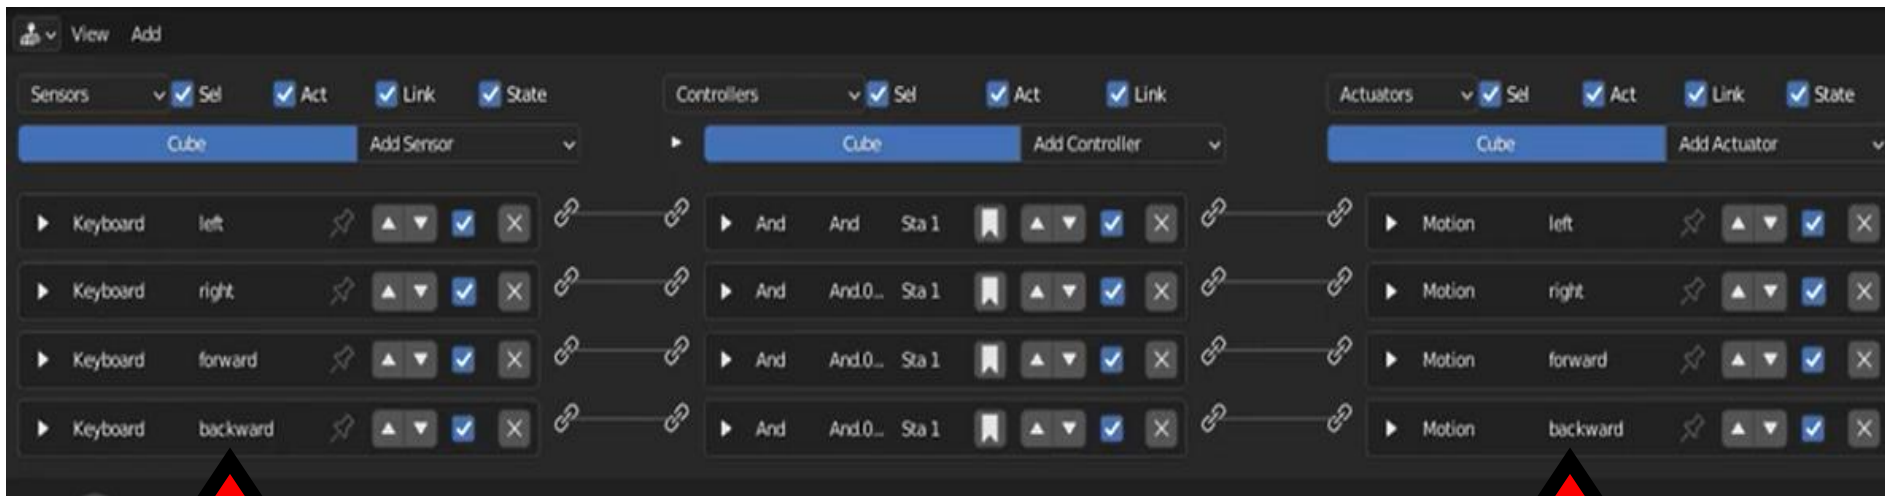 View Add
Sensors Sel Act Link State Controllers Sel Act Link Actuators Sel Act Link State
Cube Add Sensor Cube Add Controller Cube Add Actuator
Keyboard left And And Sta 1 Motion left
Keyboard right And And.0... Sta 1 Motion right
Keyboard forward And And.0... Sta 1 Motion forward
Keyboard backward And And.0... Sta 1 Motion backward